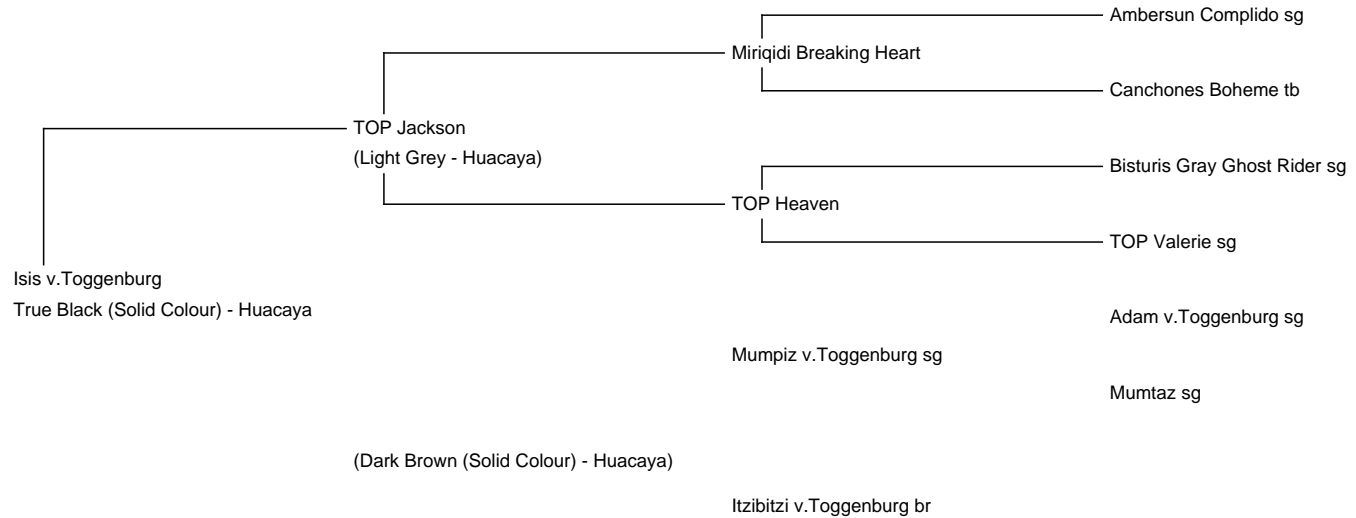 Ambersun Complido sg
Miriqidi Breaking Heart
Canchones Boheme tb
TOP Jackson
(Light Grey - Huacaya)
Bisturis Gray Ghost Rider sg
TOP Heaven
TOP Valerie sg
Isis v.Toggenburg
True Black (Solid Colour) - Huacaya
Adam v.Toggenburg sg
Mumpiz v.Toggenburg sg
Mumtaz sg
(Dark Brown (Solid Colour) - Huacaya)
Itzibitzi v.Toggenburg br